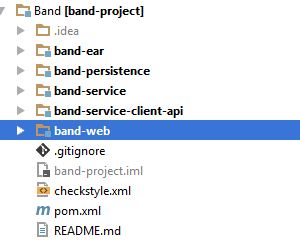 Band [band-project]
.idea
band-ear
band-persistence
band-service
band-service-client-api
band-web
.gitignore
band-project.iml
checkstyle.xml
pom.xml
README.md